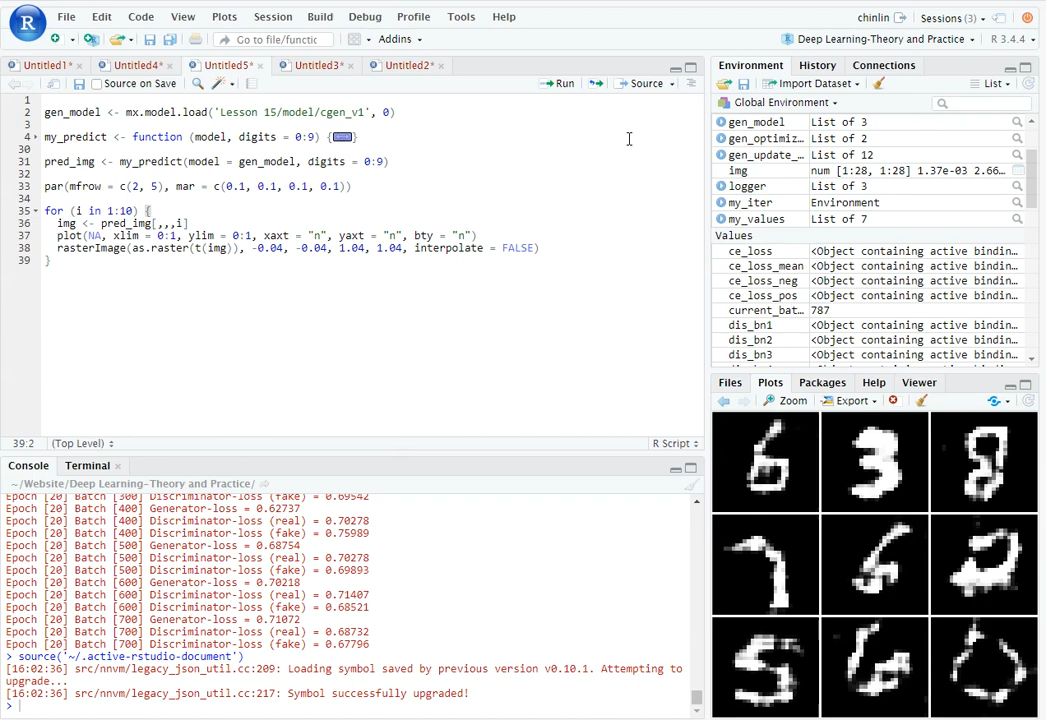 File Edit Code View Plots Session Build Debug Profile Tools Help
chinlin Sessions (3)
Go to file/functic Addins
Deep Learning-Theory and Practice R 3.4.4
Untitled1* Untitled4* Untitled5* Untitled3* Untitled2*
Source on Save Run Source
1
2 gen_model <- mx.model.load('Lesson 15/model/cgen_v1', 0)
3
4 my_predict <- function (model, digits = 0:9) {
30
31 pred_img <- my_predict(model = gen_model, digits = 0:9)
32
33 par(mfrow = c(2, 5), mar = c(0.1, 0.1, 0.1, 0.1))
34
35 for (i in 1:10) {
36 img <- pred_img[,,,i]
37 plot(NA, xlim = 0:1, ylim = 0:1, xaxt = "n", yaxt = "n", bty = "n")
38 rasterImage(as.raster(t(img)), -0.04, -0.04, 1.04, 1.04, interpolate = FALSE)
39 }
39:2 (Top Level) R Script
Console Terminal
~/Website/Deep Learning-Theory and Practice/
Epoch [20] Batch [300] Discriminator-loss (fake) = 0.69542
Epoch [20] Batch [400] Generator-loss = 0.62737
Epoch [20] Batch [400] Discriminator-loss (real) = 0.70278
Epoch [20] Batch [400] Discriminator-loss (fake) = 0.75989
Epoch [20] Batch [500] Generator-loss = 0.68754
Epoch [20] Batch [500] Discriminator-loss (real) = 0.70278
Epoch [20] Batch [500] Discriminator-loss (fake) = 0.69893
Epoch [20] Batch [600] Generator-loss = 0.70218
Epoch [20] Batch [600] Discriminator-loss (real) = 0.71407
Epoch [20] Batch [600] Discriminator-loss (fake) = 0.68521
Epoch [20] Batch [700] Generator-loss = 0.71072
Epoch [20] Batch [700] Discriminator-loss (real) = 0.68732
Epoch [20] Batch [700] Discriminator-loss (fake) = 0.67796
> source('~/.active-rstudio-document')
[16:02:36] src/nnvm/legacy_json_util.cc:209: Loading symbol saved by previous version v0.10.1. Attempting to
upgrade...
[16:02:36] src/nnvm/legacy_json_util.cc:217: Symbol successfully upgraded!
>
Environment History Connections
Import Dataset List
Global Environment
gen_model List of 3
gen_optimiz... List of 2
gen_update_... List of 12
img num [1:28, 1:28] 1.37e-03 2.66...
logger List of 3
my_iter Environment
my_values List of 7
Values
ce_loss <Object containing active bindin...
ce_loss_mean <Object containing active bindin...
ce_loss_neg <Object containing active bindin...
ce_loss_pos <Object containing active bindin...
current_bat... 787
dis_bn1 <Object containing active bindin...
dis_bn2 <Object containing active bindin...
dis_bn3 <Object containing active bindin...
Files Plots Packages Help Viewer
Zoom Export
6 3 8
7 6 2
5 6 0